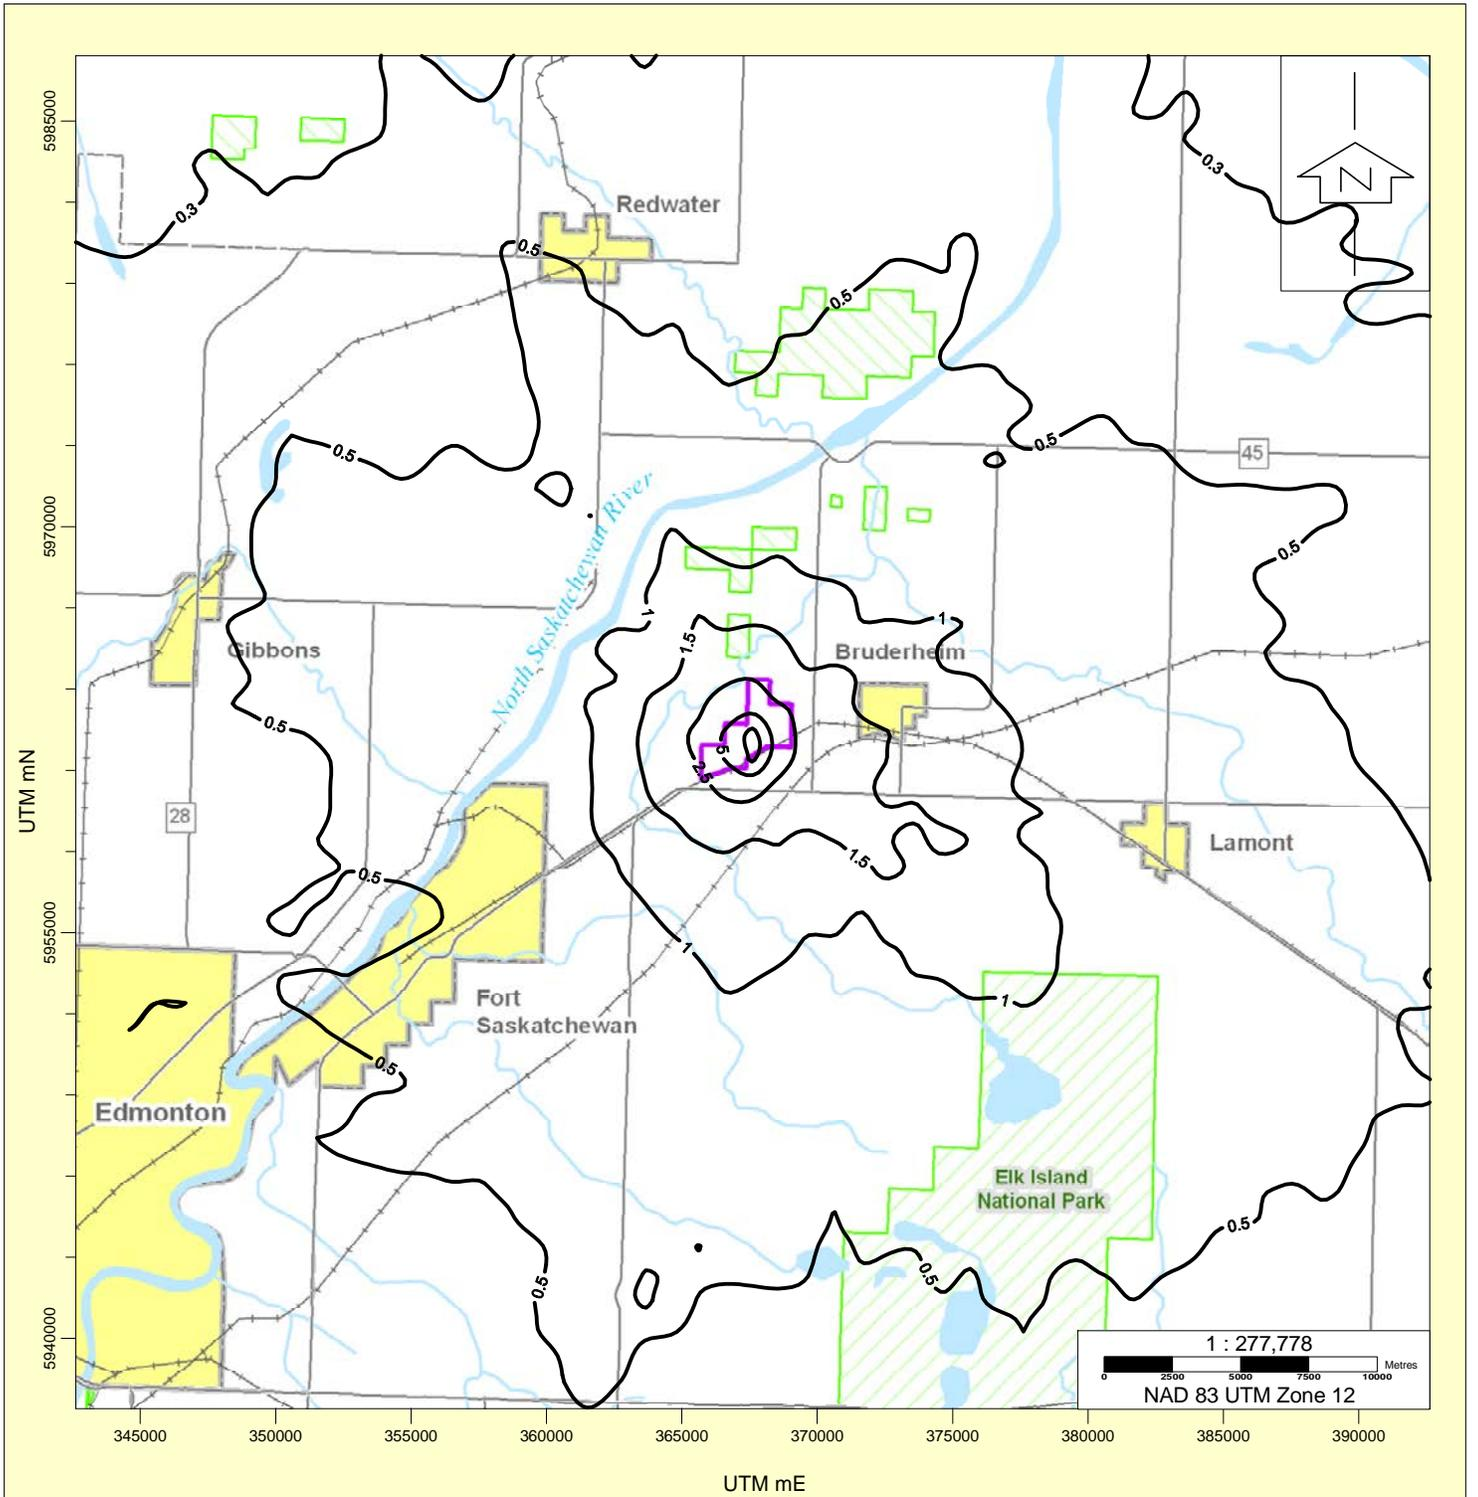 0.3
0.3
Redwater
0.5
0.5
0.5
0.5
45
0.5
North Saskatchewan River
1
1
1.5
Gibbons
Bruderheim
0.5
5
2.5
28
1.5
Lamont
0.5
1
1
Fort
Saskatchewan
0.5
Edmonton
Elk Island
National Park
0.5
0.5
0.5
N
1 : 277,778
0 2500 5000 7500 10000 Metres
NAD 83 UTM Zone 12
5985000
5970000
5955000
5940000
UTM mN
345000 350000 355000 360000 365000 370000 375000 380000 385000 390000
UTM mE